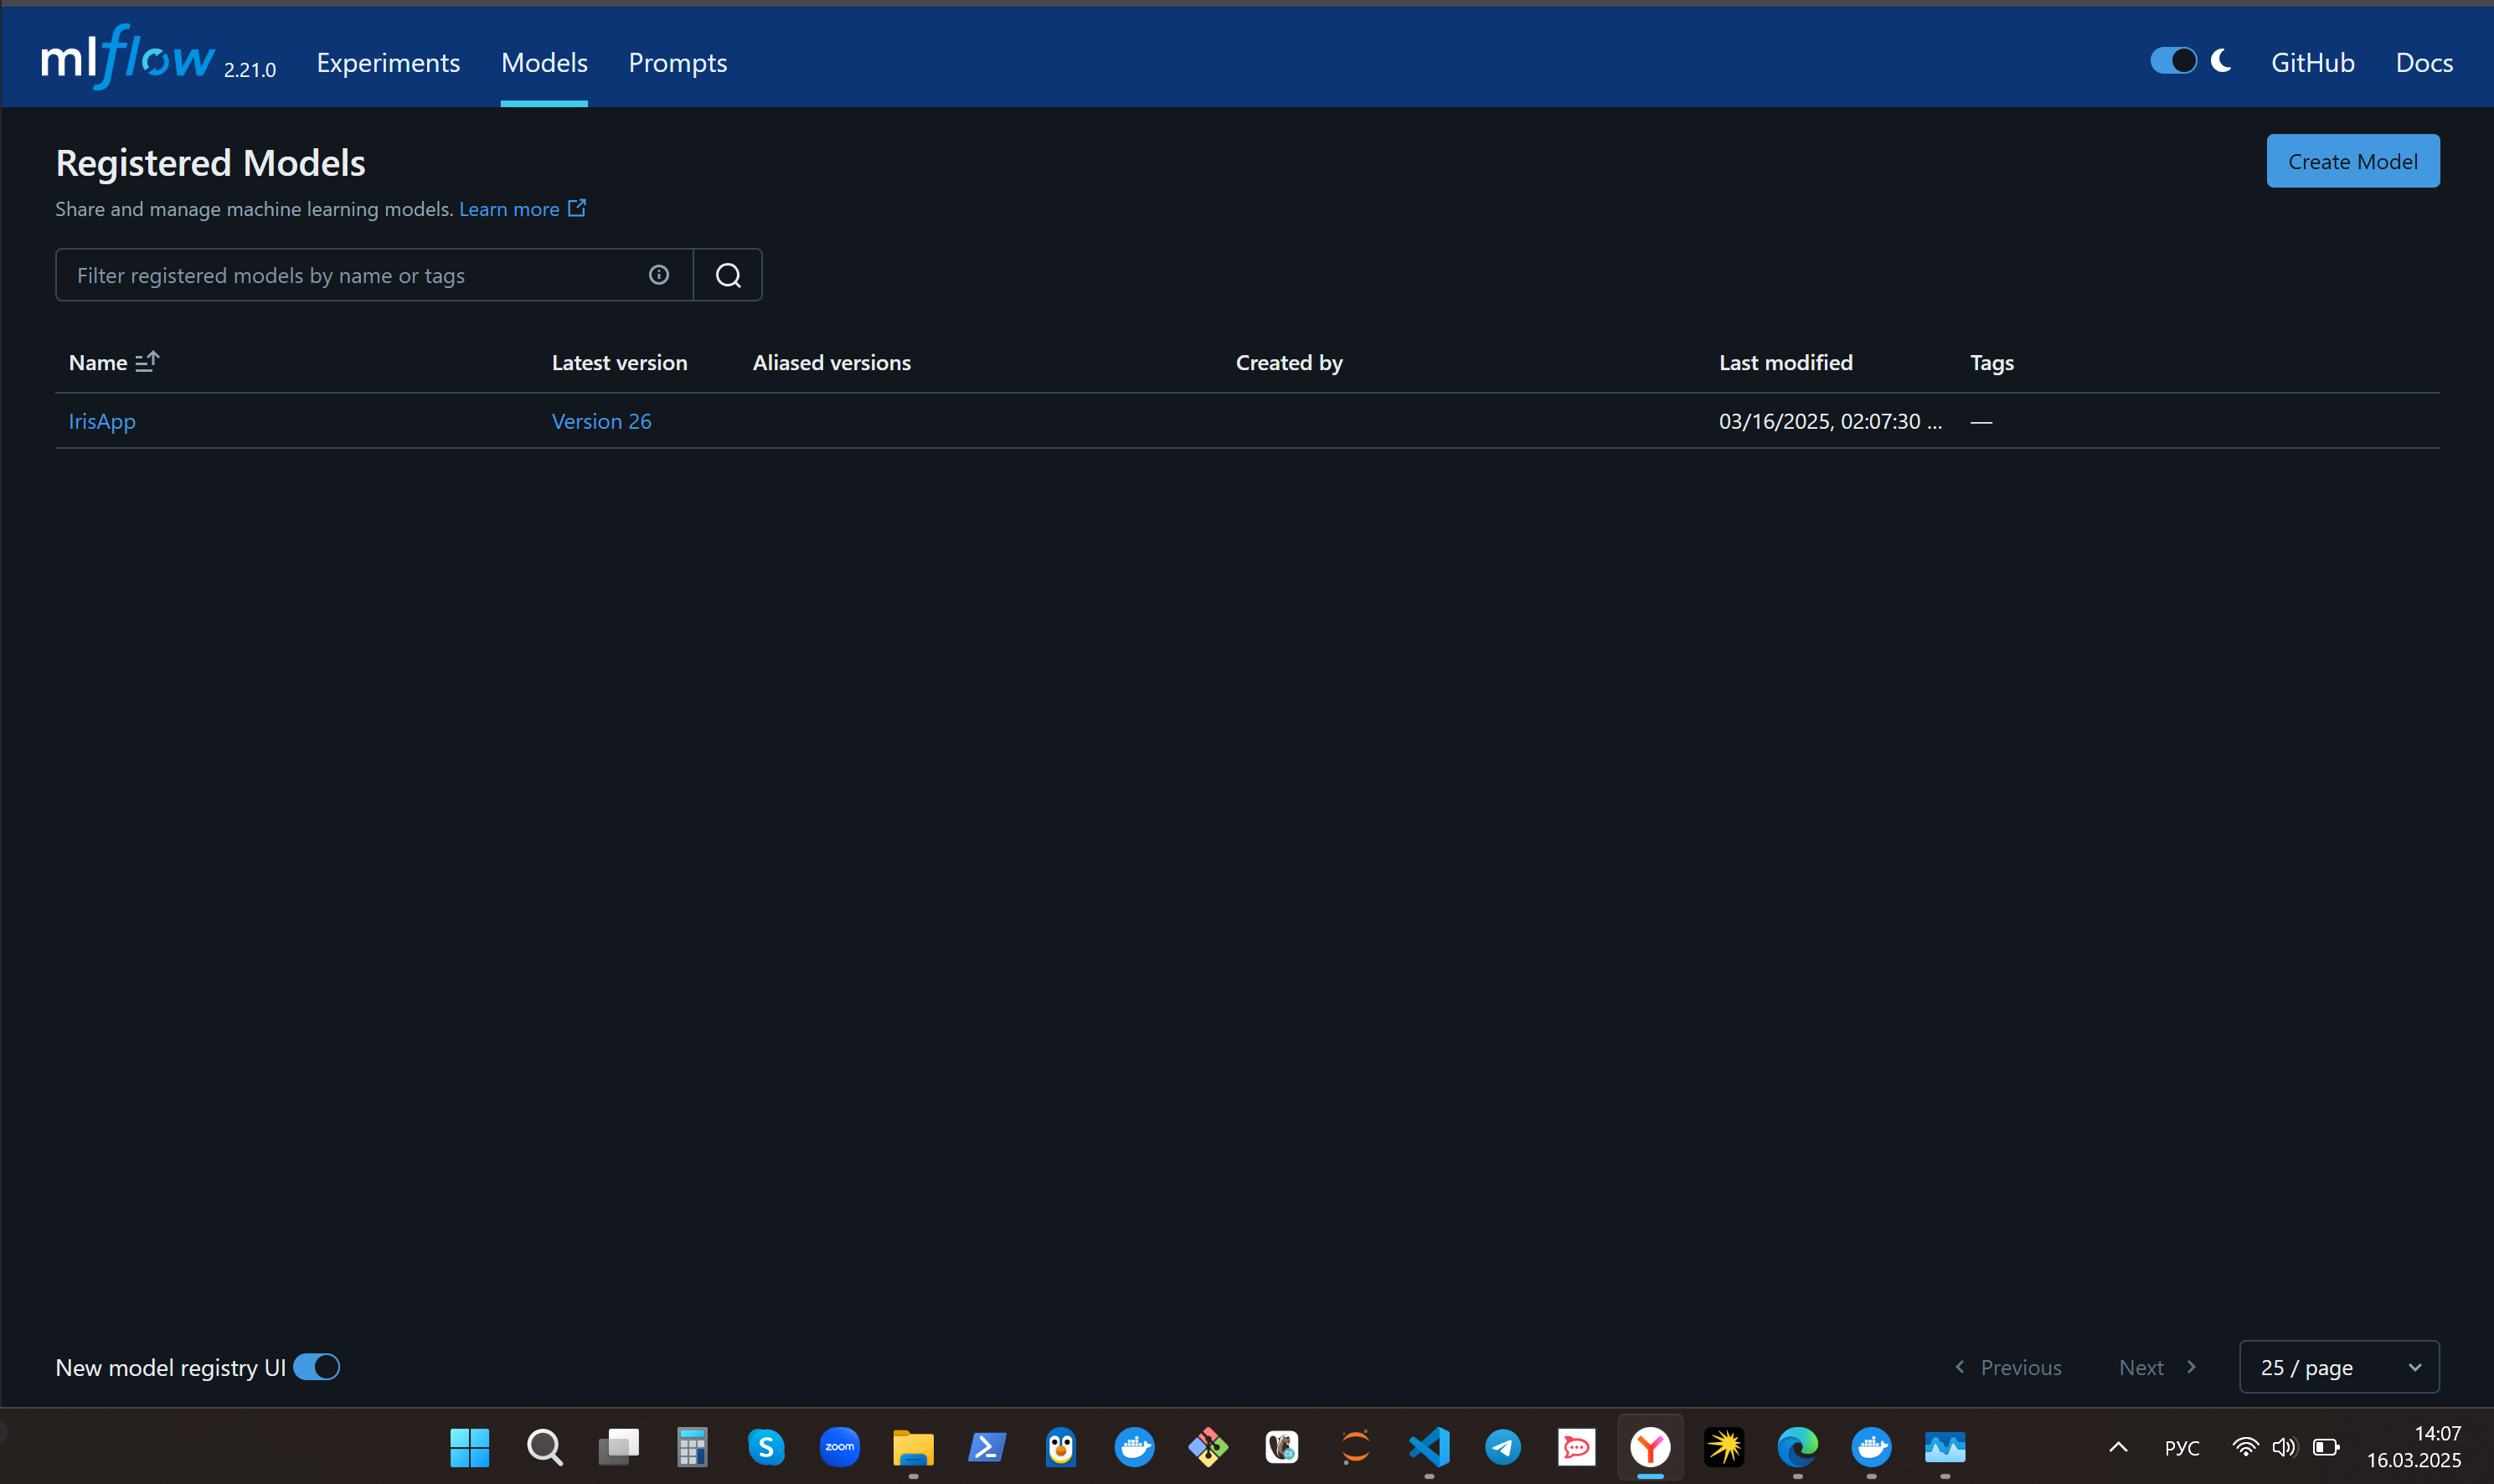 mlflow 2.21.0 Experiments Models Prompts GitHub Docs
Registered Models Create Model
Share and manage machine learning models. Learn more
Filter registered models by name or tags
Name Latest version Aliased versions Created by Last modified Tags
IrisApp Version 26 03/16/2025, 02:07:30 ... —
New model registry UI Previous Next 25 / page
S zoom РУС 14:07
16.03.2025